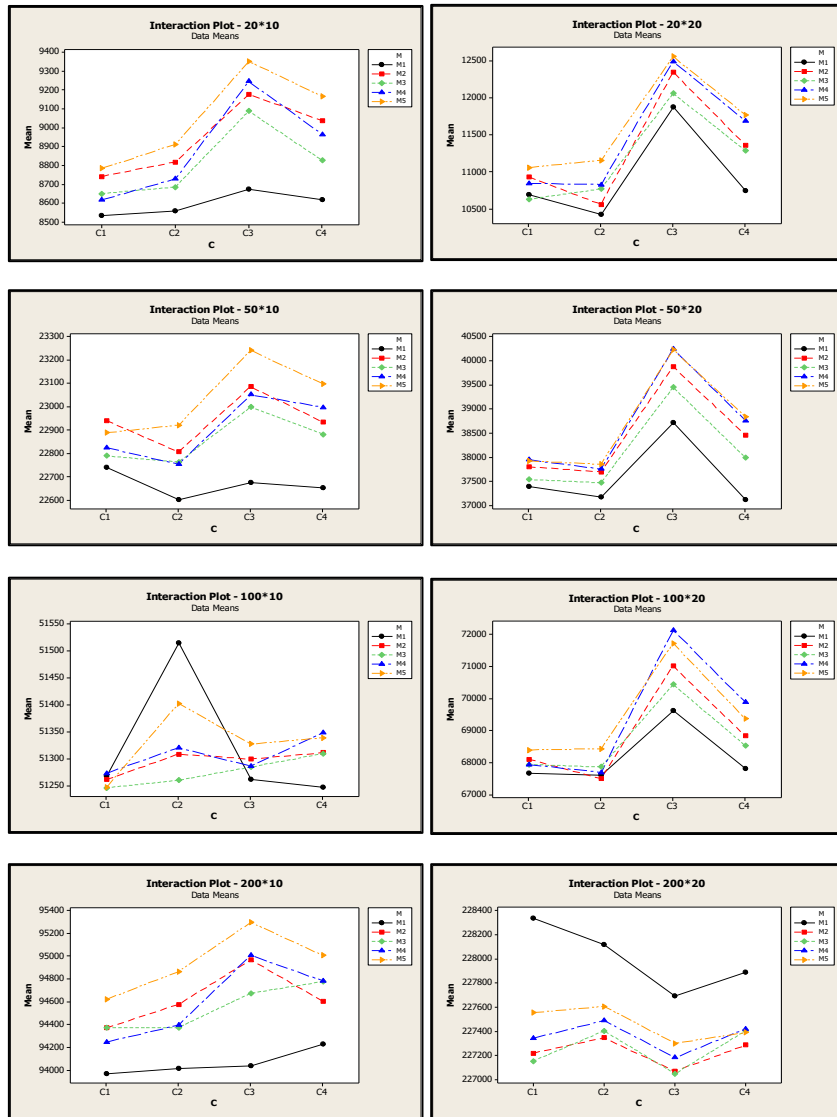 Interaction Plot - 20*10
Data Means
Mean
9400
9300
9200
9100
9000
8900
8800
8700
8600
8500
C1 C2 C3 C4
C
M
M1
M2
M3
M4
M5
Interaction Plot - 20*20
Data Means
Mean
12500
12000
11500
11000
10500
C1 C2 C3 C4
C
M
M1
M2
M3
M4
M5
Interaction Plot - 50*10
Data Means
Mean
23300
23200
23100
23000
22900
22800
22700
22600
C1 C2 C3 C4
C
M
M1
M2
M3
M4
M5
Interaction Plot - 50*20
Data Means
Mean
40500
40000
39500
39000
38500
38000
37500
37000
C1 C2 C3 C4
C
M
M1
M2
M3
M4
M5
Interaction Plot - 100*10
Data Means
Mean
51550
51500
51450
51400
51350
51300
51250
C1 C2 C3 C4
C
M
M1
M2
M3
M4
M5
Interaction Plot - 100*20
Data Means
Mean
72000
71000
70000
69000
68000
67000
C1 C2 C3 C4
C
M
M1
M2
M3
M4
M5
Interaction Plot - 200*10
Data Means
Mean
95400
95200
95000
94800
94600
94400
94200
94000
C1 C2 C3 C4
C
M
M1
M2
M3
M4
M5
Interaction Plot - 200*20
Data Means
Mean
228400
228200
228000
227800
227600
227400
227200
227000
C1 C2 C3 C4
C
M
M1
M2
M3
M4
M5